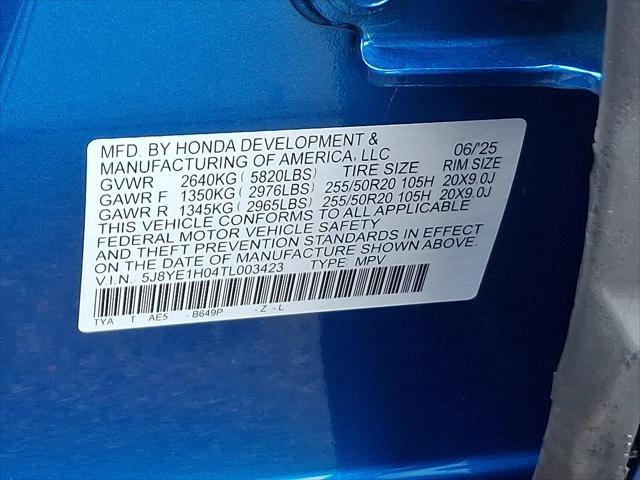 MFD. BY HONDA DEVELOPMENT & 06/'25
MANUFACTURING OF AMERICA, LLC
GVWR 2640KG( 5820LBS) TIRE SIZE RIM SIZE
GAWR F 1350KG( 2976LBS) 255/50R20 105H 20X9.0J
GAWR R 1345KG( 2965LBS) 255/50R20 105H 20X9.0J
THIS VEHICLE CONFORMS TO ALL APPLICABLE
FEDERAL MOTOR VEHICLE SAFETY
AND THEFT PREVENTION STANDARDS IN EFFECT
ON THE DATE OF MANUFACTURE SHOWN ABOVE.
V.I.N. 5J8YE1H04TL003423 TYPE: MPV
TYA T AE5 - B649P - Z - L